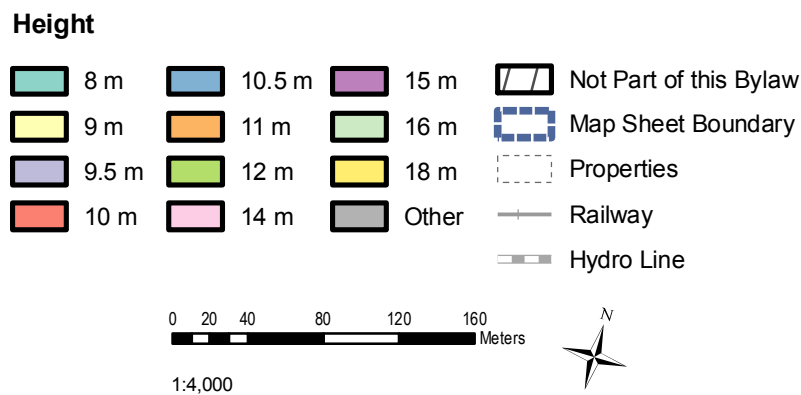 Height
8 m
9 m
9.5 m
10 m
10.5 m
11 m
12 m
14 m
15 m
16 m
18 m
Other
Not Part of this Bylaw
Map Sheet Boundary
Properties
Railway
Hydro Line
0 20 40 80 120 160
Meters
1:4,000
N